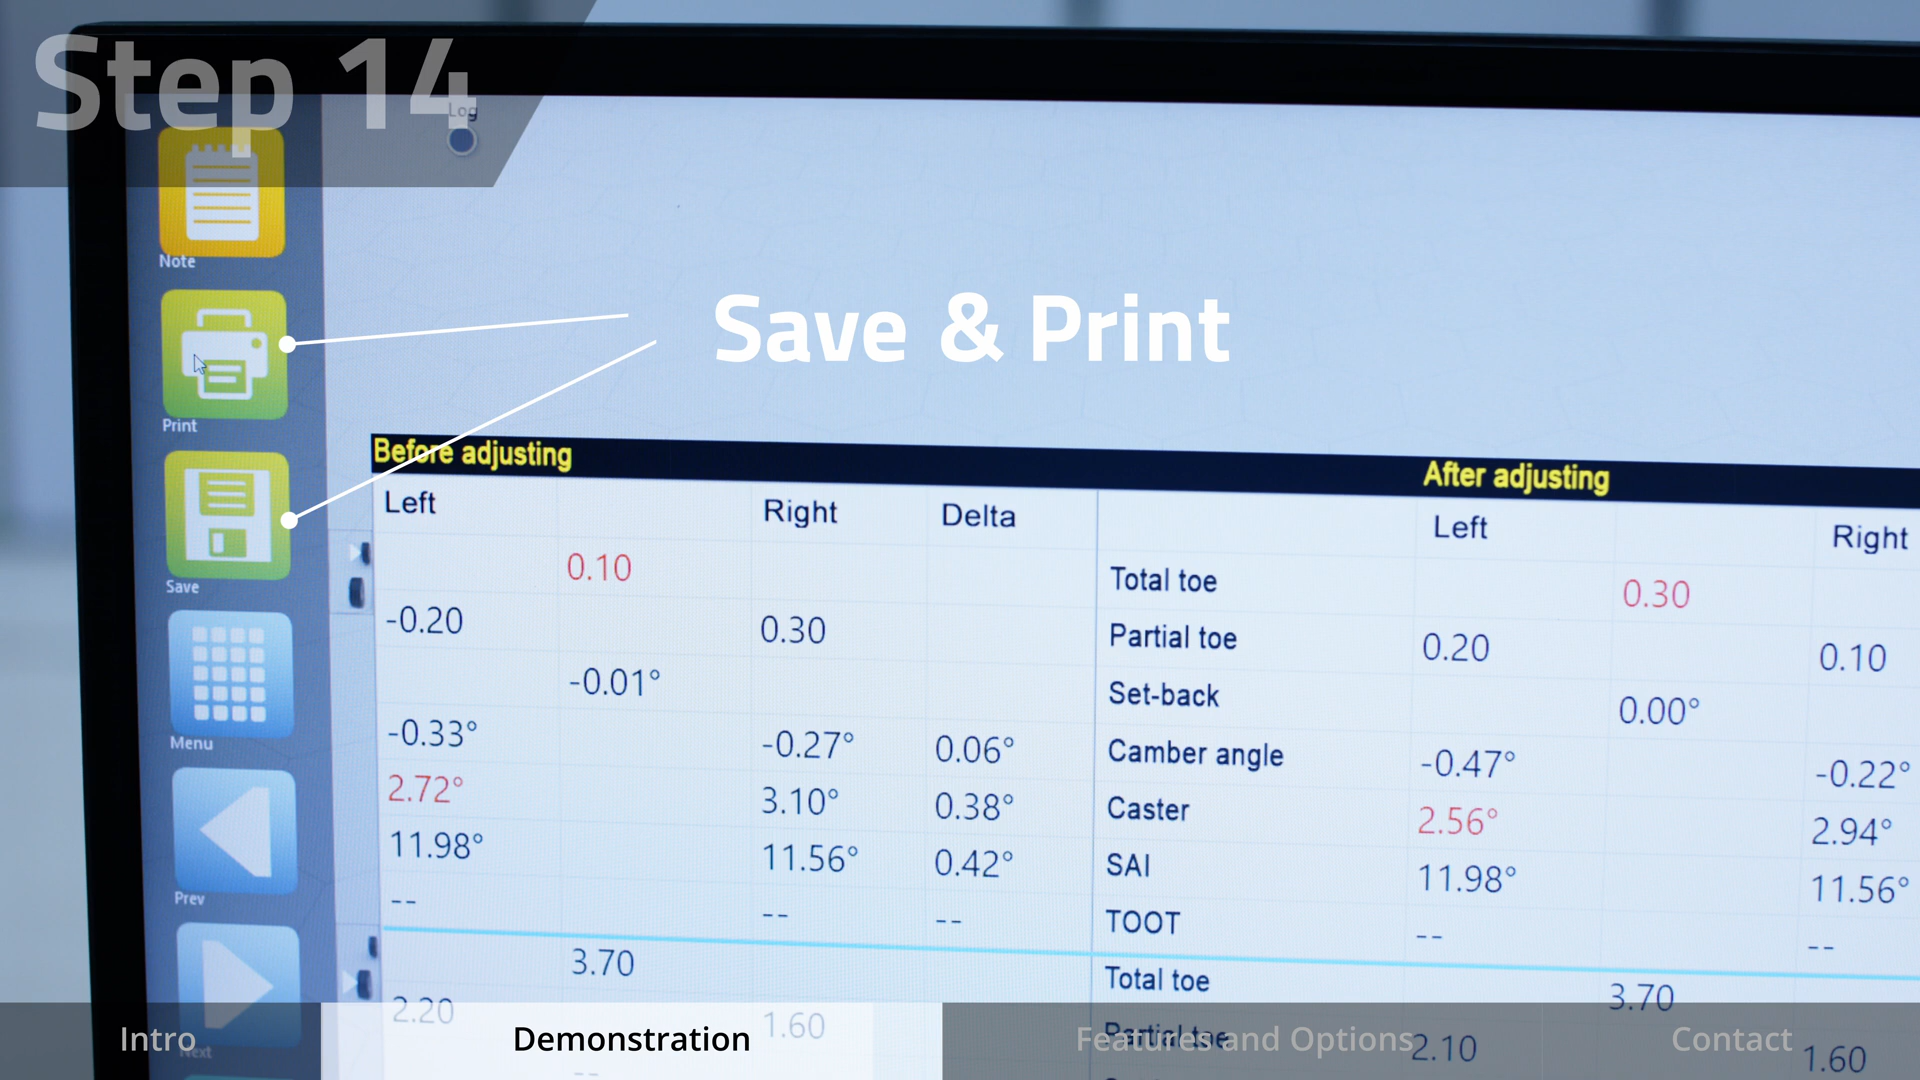 Step 14
Log
Note
Save & Print
Print
Before adjusting
After adjusting
Left
Right
Delta
Left
Right
Save
0.10
Total toe
0.30
-0.20
0.30
Partial toe
0.20
0.10
-0.01°
Set-back
0.00°
Menu
-0.33°
-0.27°
0.06°
Camber angle
-0.47°
-0.22°
2.72°
3.10°
0.38°
Caster
2.56°
2.94°
11.98°
11.56°
0.42°
SAI
11.98°
11.56°
Prev
--
--
--
TOOT
--
--
3.70
Total toe
3.70
2.20
1.60
Partial toe
2.10
1.60
Next
--
Intro
Demonstration
Features and Options
Contact